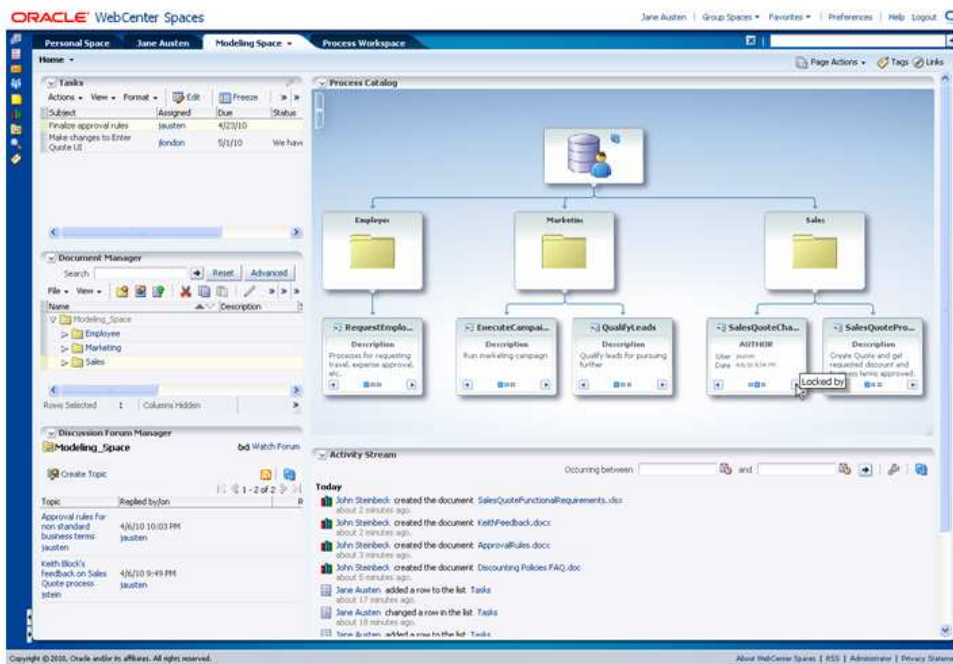 ORACLE WebCenter Spaces
Jane Austen | Group Spaces | Favorites | Preferences | Help Logout
Personal Space Jane Austen Modeling Space Process Workspace
Home
Page Actions Tags Links
Tasks
Actions View Format Edit Freeze
Subject Assigned Due Status
Finalize approval rules jausten 4/23/10
Make changes to Enter Quote UI jlondon 5/1/10 We have
Document Manager
Search Reset Advanced
File View
Name Description
Modeling_Space
Employee
Marketing
Sales
Rows Selected 1 Columns Hidden
Discussion Forum Manager
Modeling_Space Watch Forum
Create Topic
1 - 2 of 2
Topic Replied by/on R
Approval rules for
non standard
business terms
jausten
4/6/10 10:03 PM
jausten
Keith Block's
feedback on Sales
Quote process
jstein
4/6/10 9:49 PM
jausten
Process Catalog
Employee
Marketing
Sales
RequestEmplo...
Description
Processes for requesting
travel, expense approval,
etc.
ExecuteCampai...
Description
Run marketing campaign
QualifyLeads
Description
Qualify leads for pursuing
further
SalesQuoteCha...
AUTHOR
User
Date
Locked by
SalesQuotePro...
Description
Create Quote and get
requested discount and
business terms approved.
Activity Stream
Occurring between and
Today
John Steinbeck created the document SalesQuoteFunctionalRequirements.xlsx
about 2 minutes ago.
John Steinbeck created the document KeithFeedback.docx
about 2 minutes ago.
John Steinbeck created the document ApprovalRules.docx
about 3 minutes ago.
John Steinbeck created the document Discounting Policies FAQ.doc
about 5 minutes ago.
Jane Austen added a row to the list Tasks
about 17 minutes ago.
Jane Austen changed a row in the list Tasks
about 18 minutes ago.
Jane Austen added a row to the list Tasks
Copyright © 2010, Oracle and/or its affiliates. All rights reserved.
About WebCenter Spaces | RSS | Administrator | Privacy Stateme